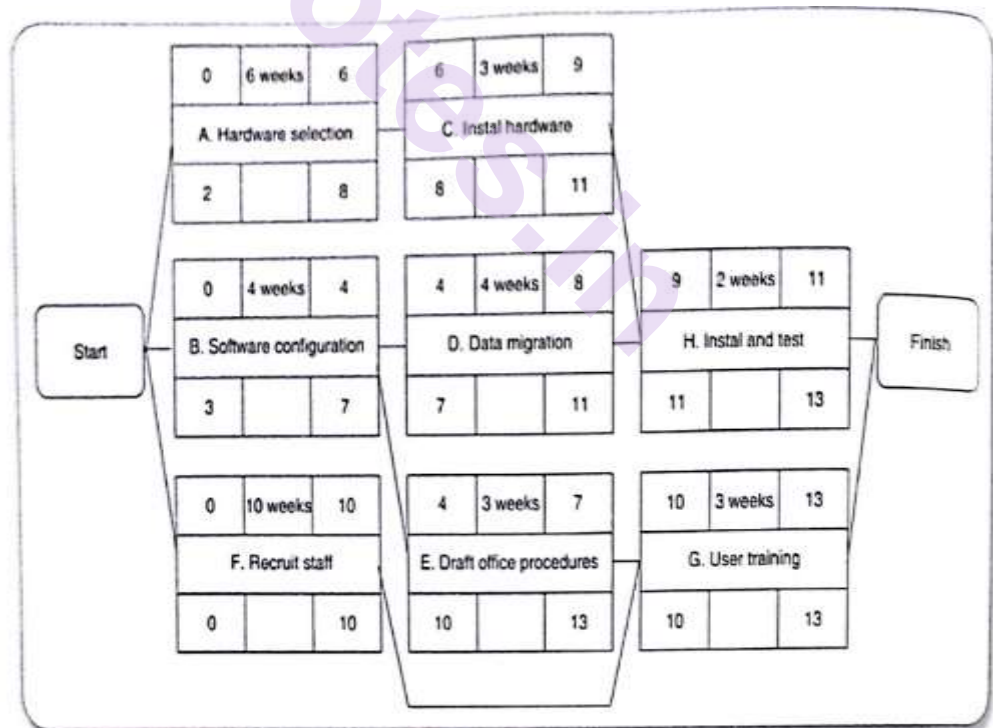 0 6 weeks 6
A. Hardware selection
2 8
6 3 weeks 9
C. Instal hardware
8 11
0 4 weeks 4
B. Software configuration
3 7
4 4 weeks 8
D. Data migration
7 11
9 2 weeks 11
H. Instal and test
11 13
Start
Finish
0 10 weeks 10
F. Recruit staff
0 10
4 3 weeks 7
E. Draft office procedures
10 13
10 3 weeks 13
G. User training
10 13
otes.in